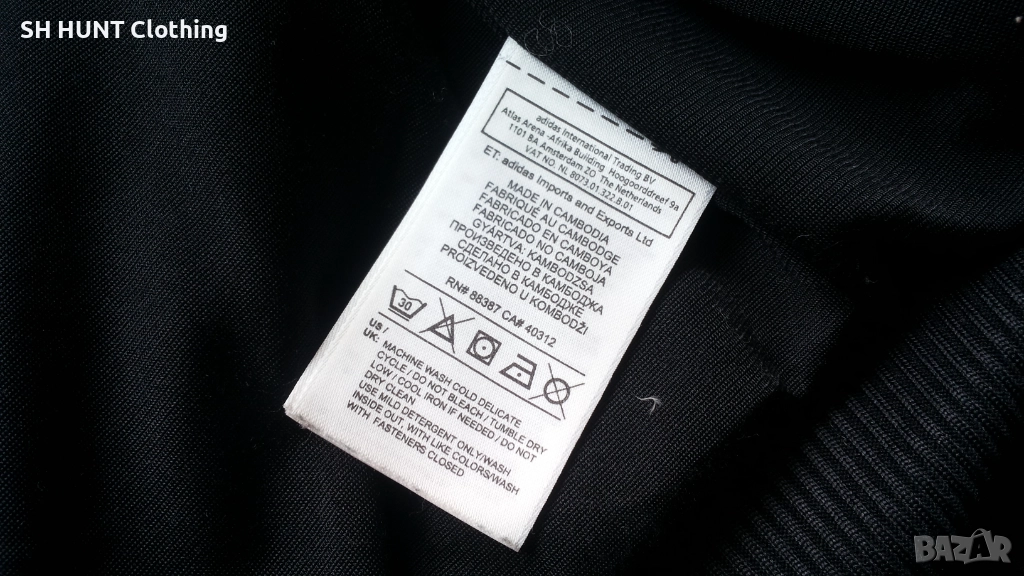 SH HUNT Clothing
adidas International Trading BV
Atlas Arena -Afrika Building, Hoogoorddreef 9a
1101 BA Amsterdam ZO The Netherlands
VAT NO. NL 8073.01.322.B.01
ET: adidas Imports and Exports Ltd
MADE IN CAMBODIA
FABRIQUE AU CAMBODGE
FABRICADO EN CAMBOYA
FABRICADO NO CAMBOJA
GYÁRTVA: KAMBODZSA
ПРОИЗВЕДЕНО В КАМБОДЖА
СДЕЛАНО В КАМБОДЖЕ
PROIZVEDENO U KOMBODŽI
RN# 88387 CA# 40312
30
US /
UK: MACHINE WASH COLD DELICATE
CYCLE / DO NOT BLEACH / TUMBLE DRY
LOW / COOL IRON IF NEEDED / DO NOT
DRY CLEAN
USE MILD DETERGENT ONLY/WASH
INSIDE OUT, WITH LIKE COLORS/WASH
WITH FASTENERS CLOSED
BAZAR